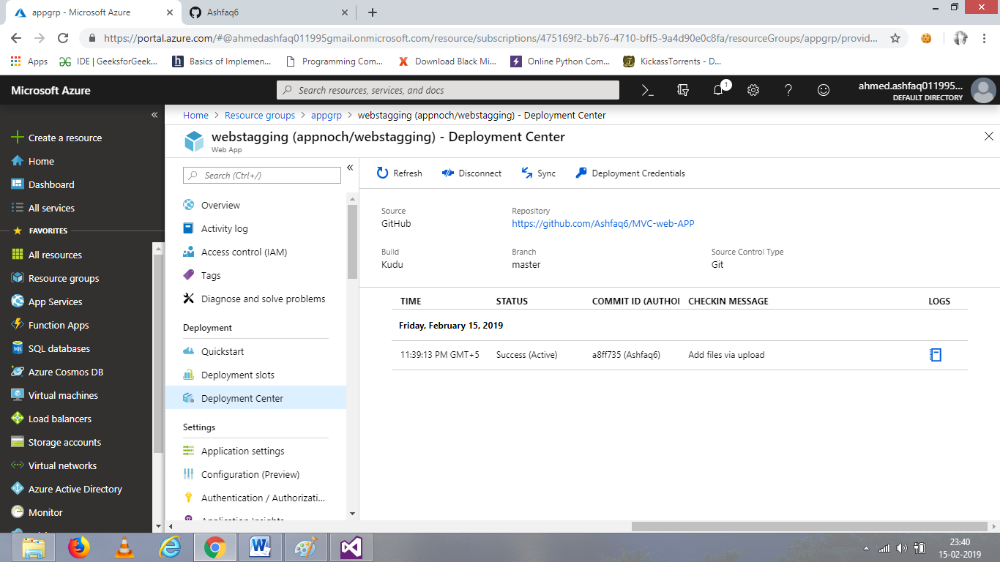 appgrp - Microsoft Azure
Ashfaq6
https://portal.azure.com/#@ahmedashfaq011995gmail.onmicrosoft.com/resource/subscriptions/475169f2-bb76-4710-bff5-9a4d90e0c8fa/resourceGroups/appgrp/provid...
Apps
IDE | GeeksforGeek...
Basics of Implemen...
Programming Com...
Download Black Mi...
Online Python Com...
KickassTorrents - D...
Microsoft Azure
Search resources, services, and docs
1
ahmed.ashfaq011995...
DEFAULT DIRECTORY
Create a resource
Home
Dashboard
All services
FAVORITES
All resources
Resource groups
App Services
Function Apps
SQL databases
Azure Cosmos DB
Virtual machines
Load balancers
Storage accounts
Virtual networks
Azure Active Directory
Monitor
Home > Resource groups > appgrp > webstagging (appnoch/webstagging) - Deployment Center
webstagging (appnoch/webstagging) - Deployment Center
Web App
Search (Ctrl+/)
Overview
Activity log
Access control (IAM)
Tags
Diagnose and solve problems
Deployment
Quickstart
Deployment slots
Deployment Center
Settings
Application settings
Configuration (Preview)
Authentication / Authorizati...
Application Insights
Refresh
Disconnect
Sync
Deployment Credentials
Source
GitHub
Repository
https://github.com/Ashfaq6/MVC-web-APP
Build
Kudu
Branch
master
Source Control Type
Git
TIME STATUS COMMIT ID (AUTHOI CHECKIN MESSAGE LOGS
Friday, February 15, 2019
11:39:13 PM GMT+5 Success (Active) a8ff735 (Ashfaq6) Add files via upload
23:40
15-02-2019